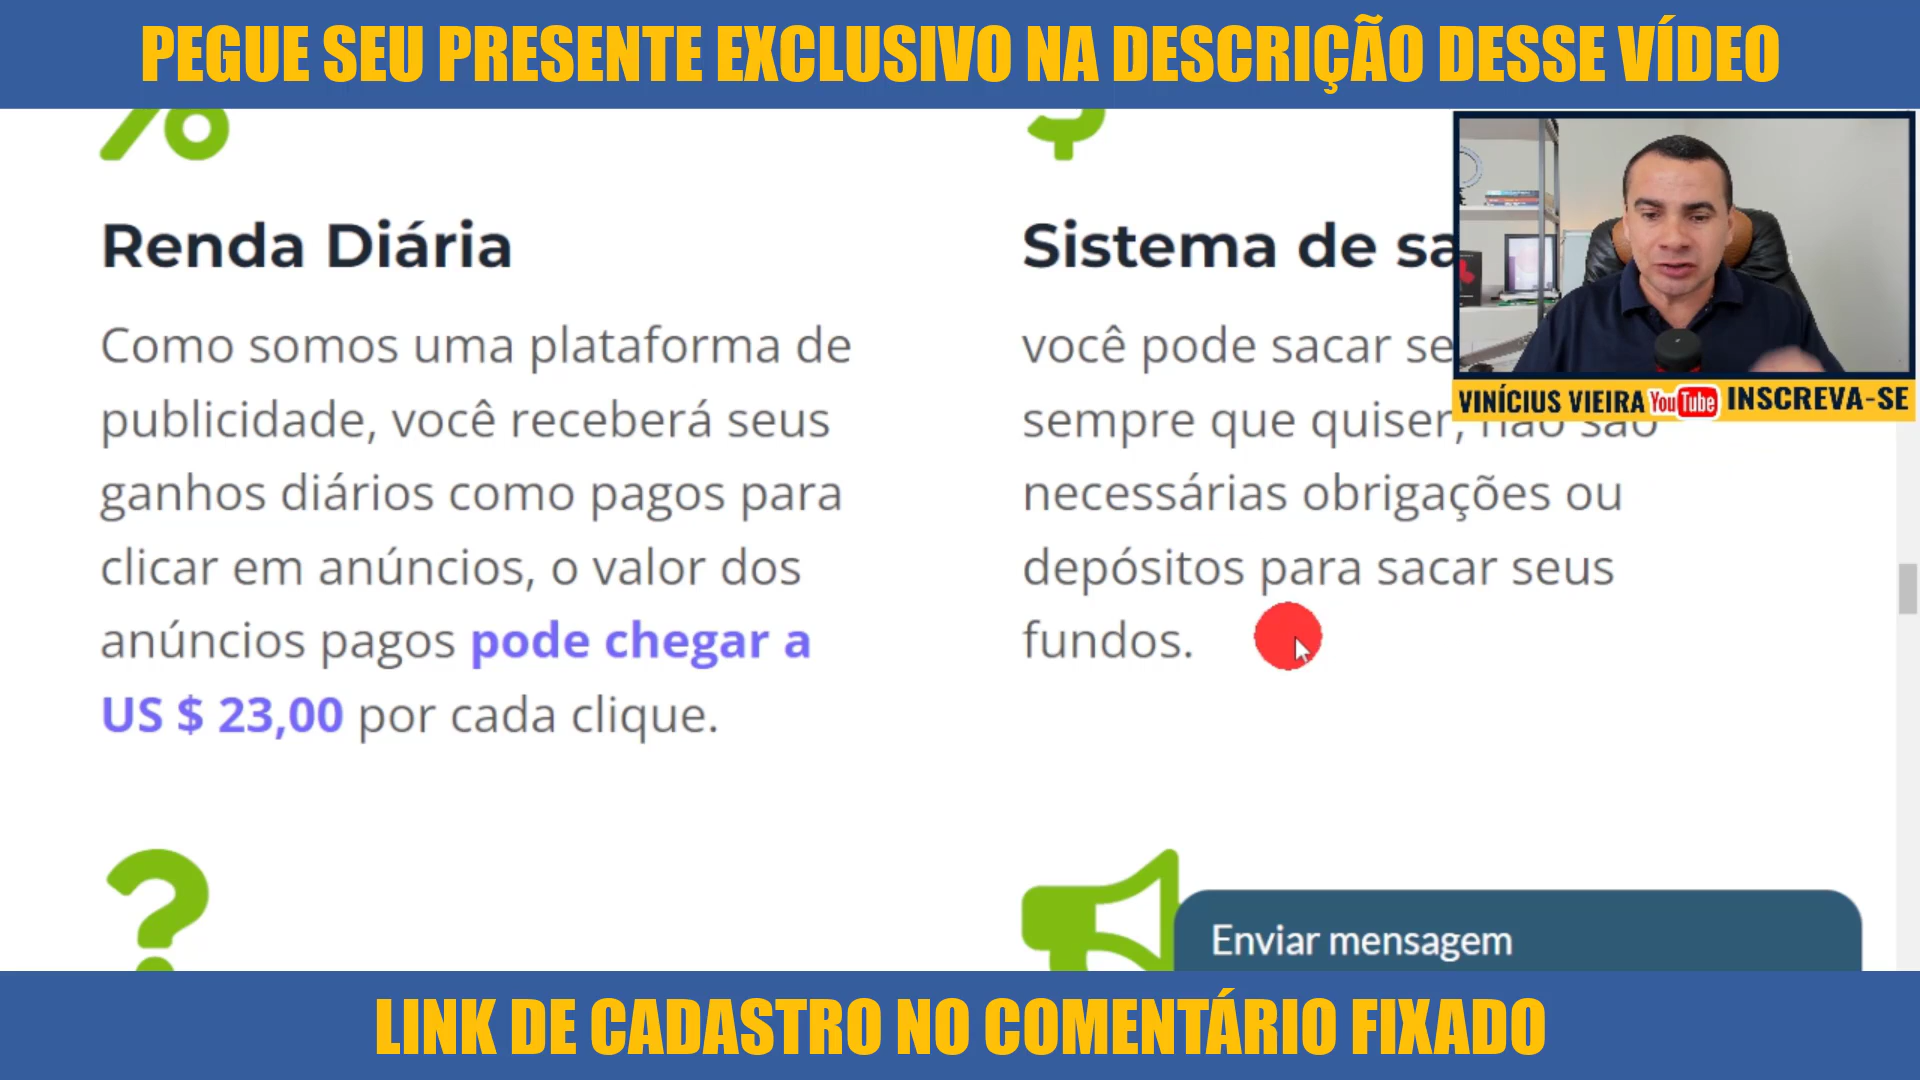 PEGUE SEU PRESENTE EXCLUSIVO NA DESCRIÇÃO DESSE VÍDEO
%
Renda Diária
Como somos uma plataforma de
publicidade, você receberá seus
ganhos diários como pagos para
clicar em anúncios, o valor dos
anúncios pagos pode chegar a
US $ 23,00 por cada clique.
?
$
Sistema de
você pode sacar
sempre que quiser, não são
necessárias obrigações ou
depósitos para sacar seus
fundos.
VINÍCIUS VIEIRA YouTube INSCREVA-SE
Enviar mensagem
LINK DE CADASTRO NO COMENTÁRIO FIXADO